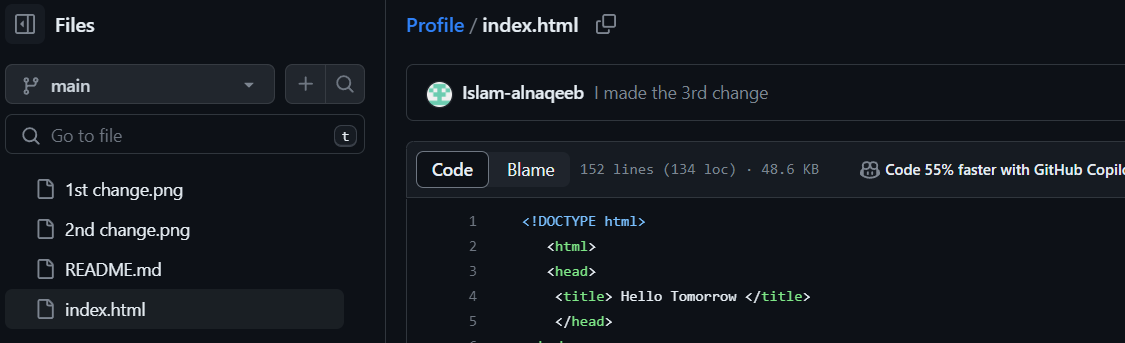 Files
main
Go to file
t
1st change.png
2nd change.png
README.md
index.html
Profile / index.html
Islam-alnaqeeb I made the 3rd change
Code Blame 152 lines (134 loc) · 48.6 KB Code 55% faster with GitHub
1 <!DOCTYPE html>
2 <html>
3 <head>
4 <title> Hello Tomorrow </title>
5 </head>